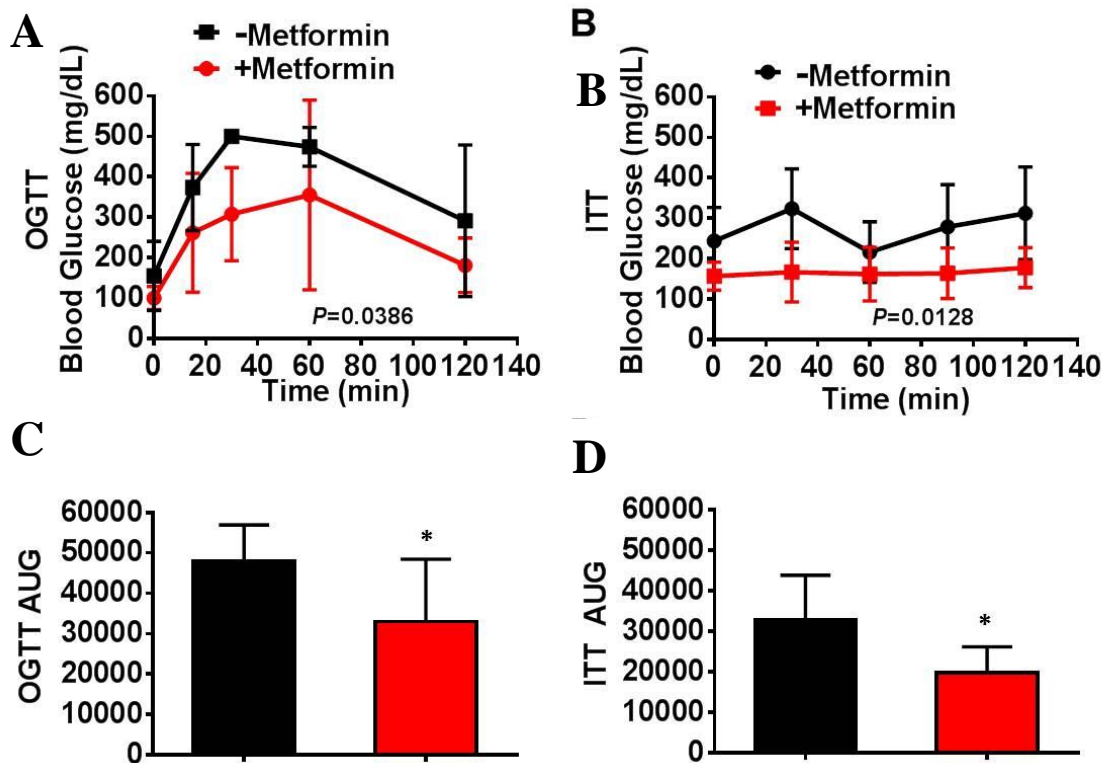 A
-Metformin
+Metformin
OGTT
Blood Glucose (mg/dL)
600
500
400
300
200
100
0
P=0.0386
0 20 40 60 80 100 120 140
Time (min)
B
B
-Metformin
+Metformin
ITT
Blood Glucose (mg/dL)
600
500
400
300
200
100
0
P=0.0128
0 20 40 60 80 100 120 140
Time (min)
C
OGTT AUG
60000
50000
40000
30000
20000
10000
0
*
D
ITT AUG
60000
50000
40000
30000
20000
10000
0
*